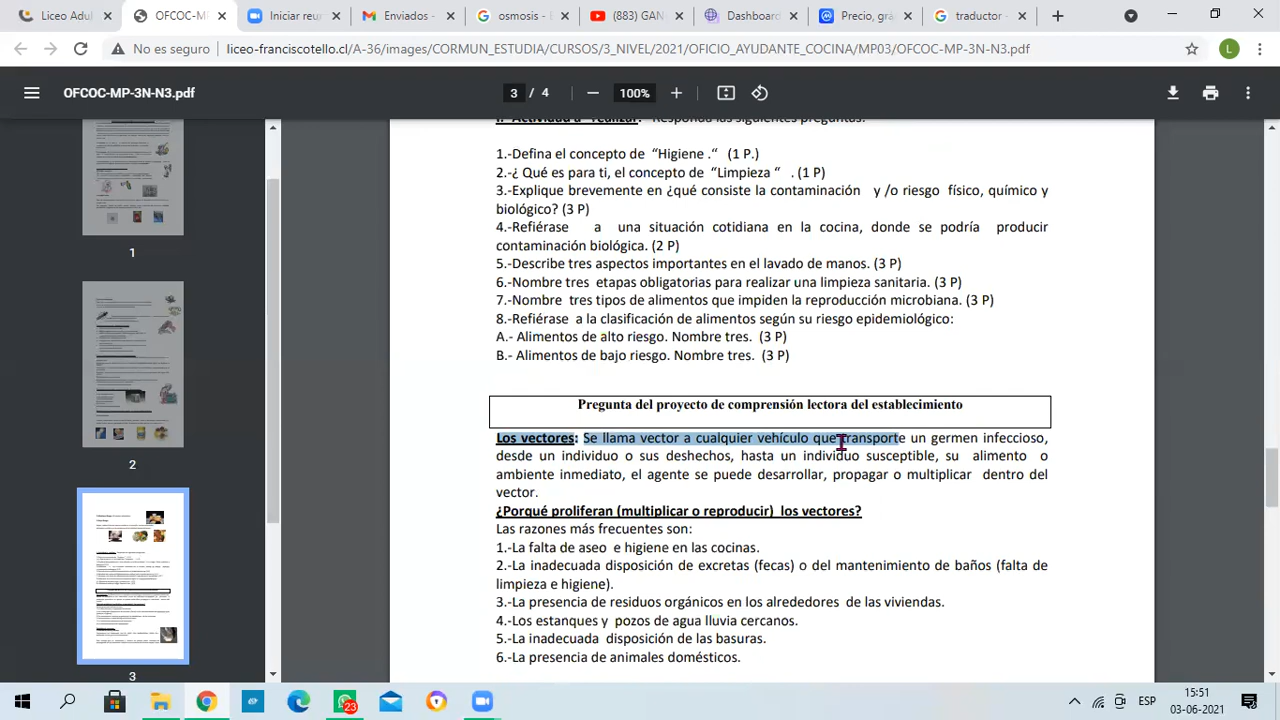 Liceo Adul
OFCOC-MP-3
Iniciar reu
Enviados -
osmosis - B
(883) GAN
Dashboard
Precio, grá
traductor -
No es seguro
liceo-franciscotello.cl/A-36/images/CORMUN_ESTUDIA/CURSOS/3_NIVEL/2021/OFICIO_AYUDANTE_COCINA/MP03/OFCOC-MP-3N-N3.pdf
L
OFCOC-MP-3N-N3.pdf
3 / 4
100%
1
2
3
1.-Defina el concepto de “Higiene .“ (1 P.)
2.-¿ Qué es para ti, el concepto de “Limpieza “ . (1 P)
3.-Explique brevemente en ¿qué consiste la contaminación y /o riesgo físico, químico y
biológico? (3 P)
4.-Refiérase a una situación cotidiana en la cocina, donde se podría producir
contaminación biológica. (2 P)
5.-Describe tres aspectos importantes en el lavado de manos. (3 P)
6.-Nombre tres etapas obligatorias para realizar una limpieza sanitaria. (3 P)
7.-Nombre tres tipos de alimentos que impiden la reproducción microbiana. (3 P)
8.-Refiérase a la clasificación de alimentos según su riesgo epidemiológico:
A.- Alimentos de alto riesgo. Nombre tres. (3 P)
B.- Alimentos de bajo riesgo. Nombre tres. (3 P)
Pregunta del proyecto de comprensión lectora del establecimiento
Los vectores: Se llama vector a cualquier vehículo que transporte un germen infeccioso,
desde un individuo o sus deshechos, hasta un individuo susceptible, su alimento o
ambiente inmediato, el agente se puede desarrollar, propagar o multiplicar dentro del
vector.
¿Porque proliferan (multiplicar o reproducir) los vectores?
Las razones más frecuentes son:
1.-La falta de aseo e higiene en las cocinas.
2.-La inadecuada disposición de excretas (fecas) o del mantenimiento de baños (falta de
limpieza e higiene).
3.-La presencia de residuos orgánicos en los alrededores de las viviendas.
4.-Los estanques y pozos de agua lluvia cercanos.
5.-La inadecuada disposición de las basuras.
6.-La presencia de animales domésticos.
23
ESP
15:51
03-06-2021